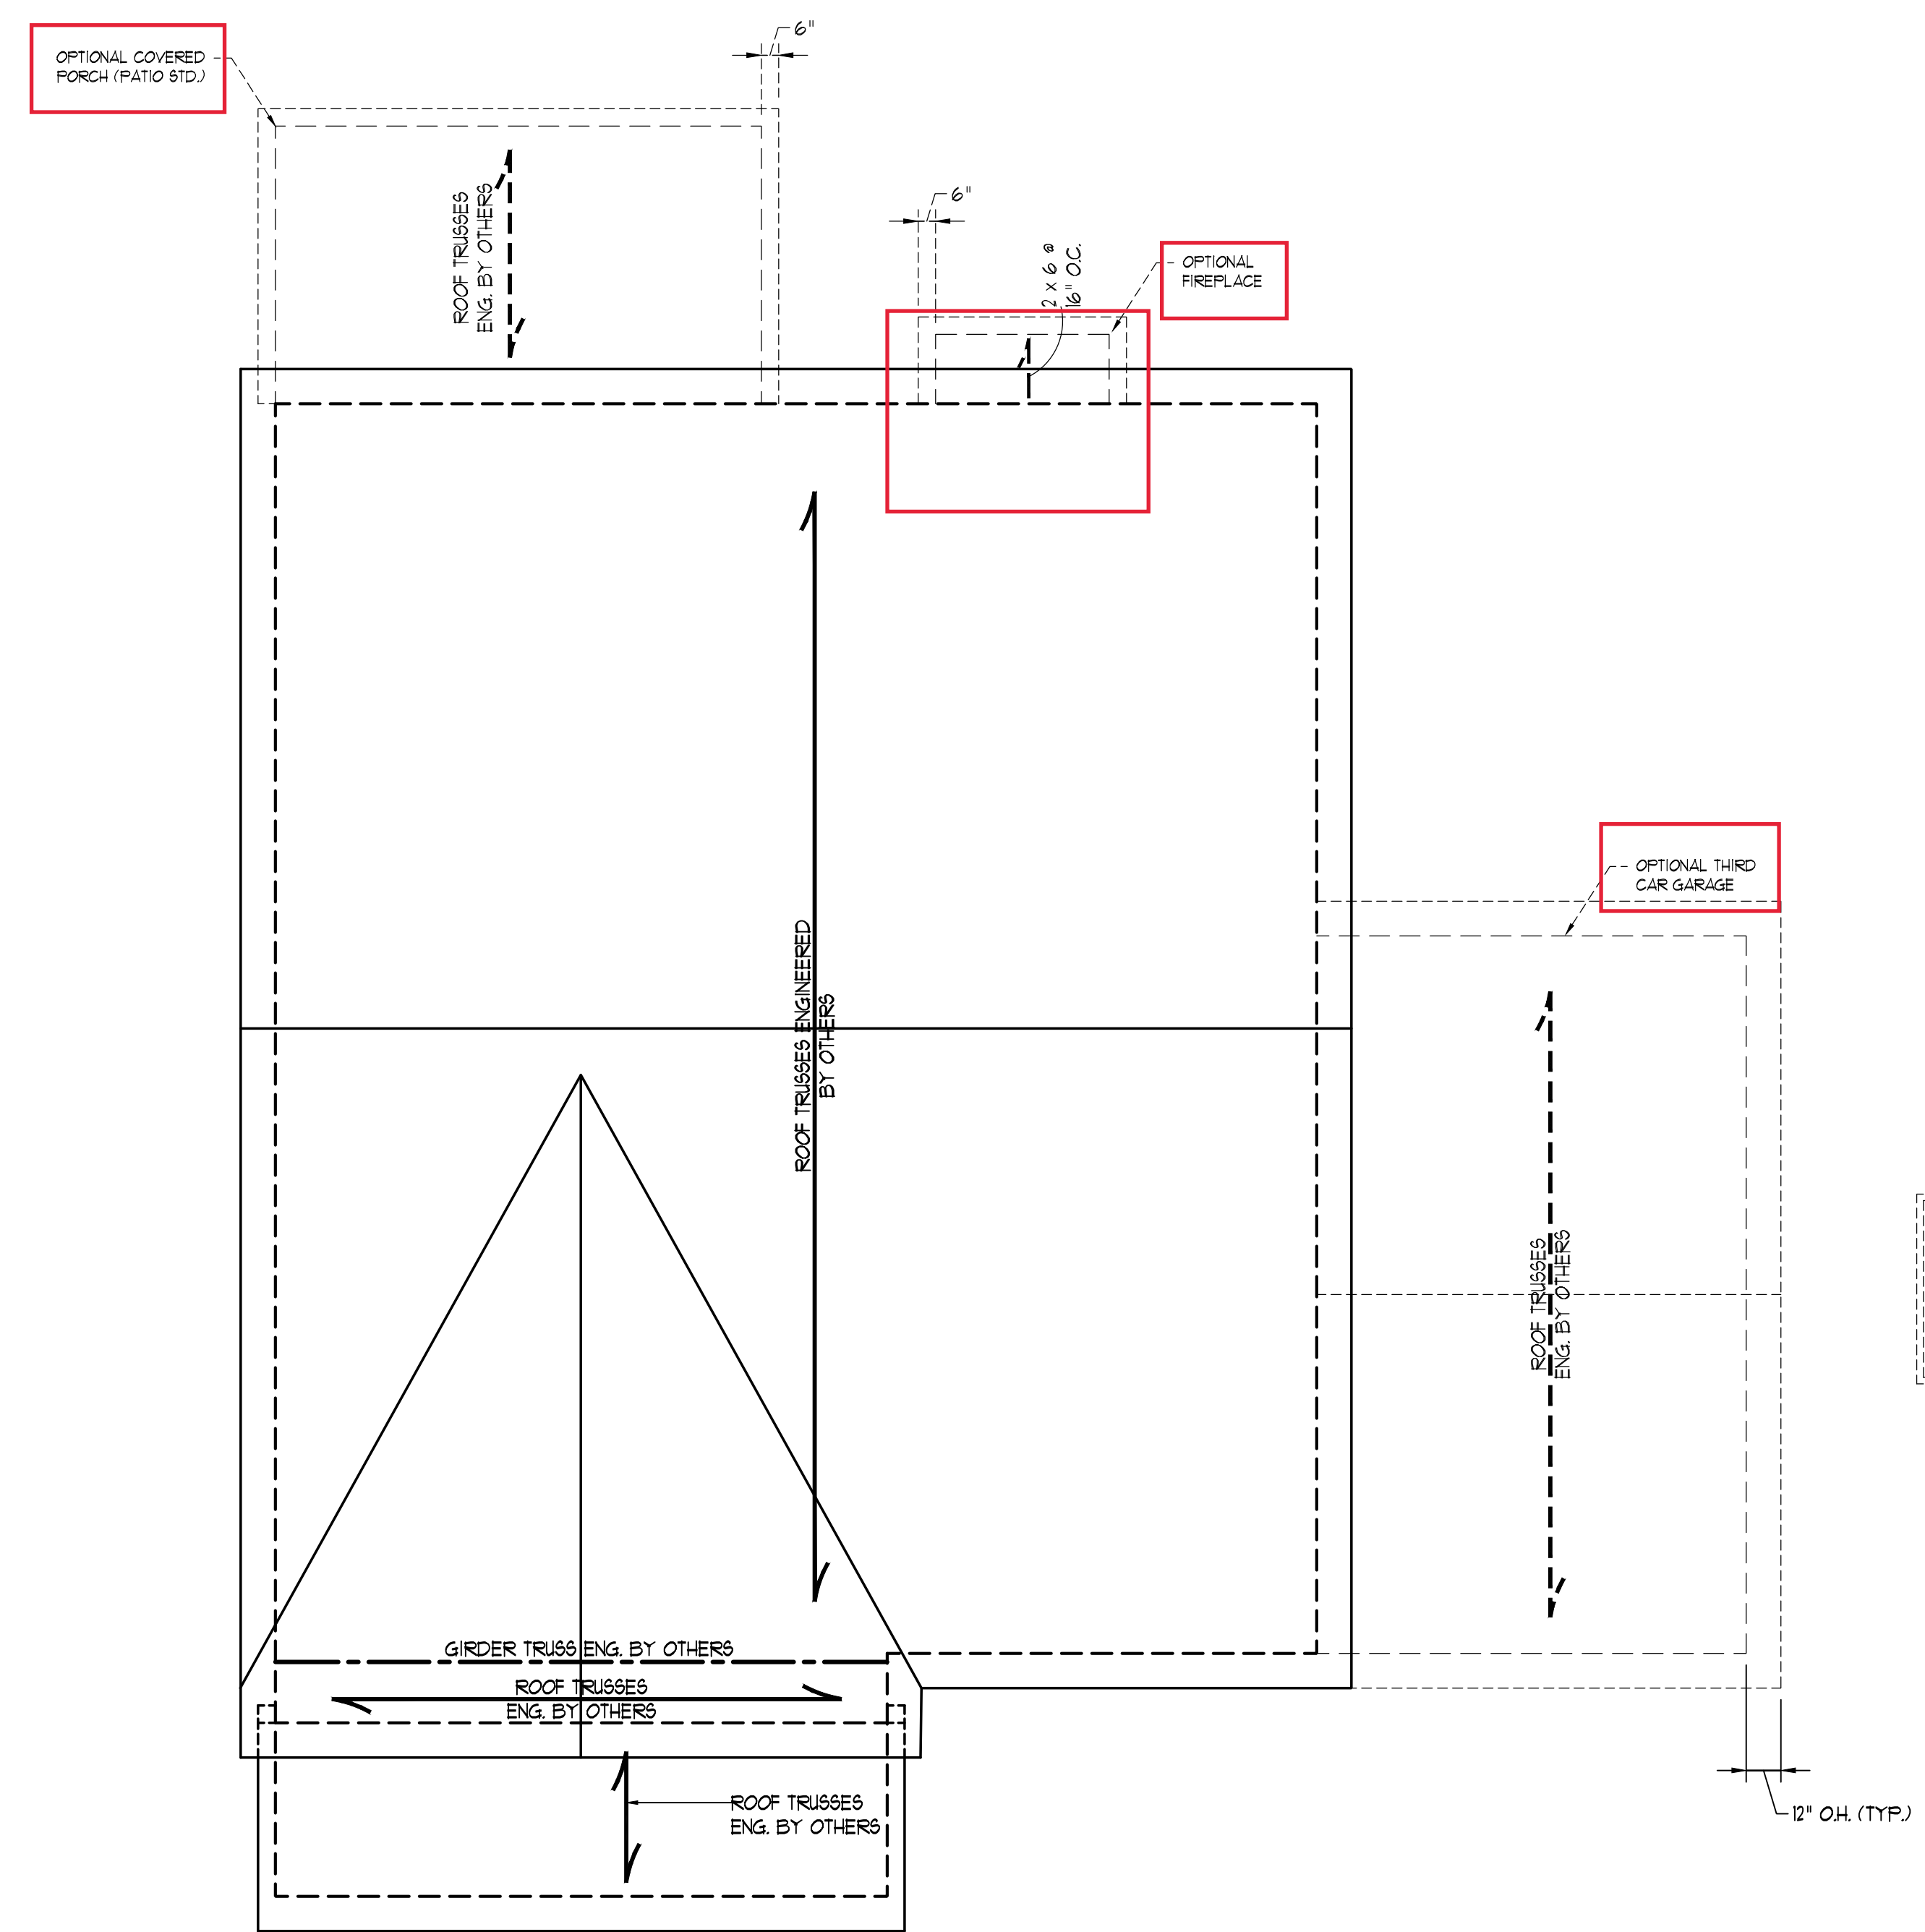 6"
OPTIONAL COVERED
PORCH (PATIO STD.)
ROOF TRUSSES
ENG. BY OTHERS
6"
2 x 6 @
16" O.C.
OPTIONAL
FIREPLACE
OPTIONAL THIRD
CAR GARAGE
ROOF TRUSSES ENGINEERED
BY OTHERS
ROOF TRUSSES
ENG. BY OTHERS
GIRDER TRUSS ENG. BY OTHERS
ROOF TRUSSES
ENG. BY OTHERS
ROOF TRUSSES
ENG. BY OTHERS
12" O.H. (TYP.)